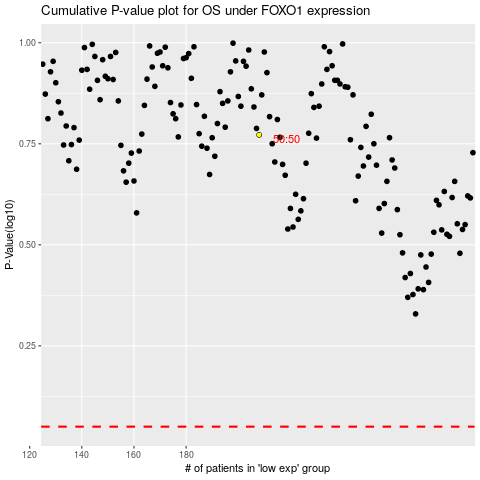 Cumulative P-value plot for OS under FOXO1 expression
1.00
0.75
0.50
0.25
P-Value(log10)
50:50
120 140 160 180
# of patients in 'low exp' group